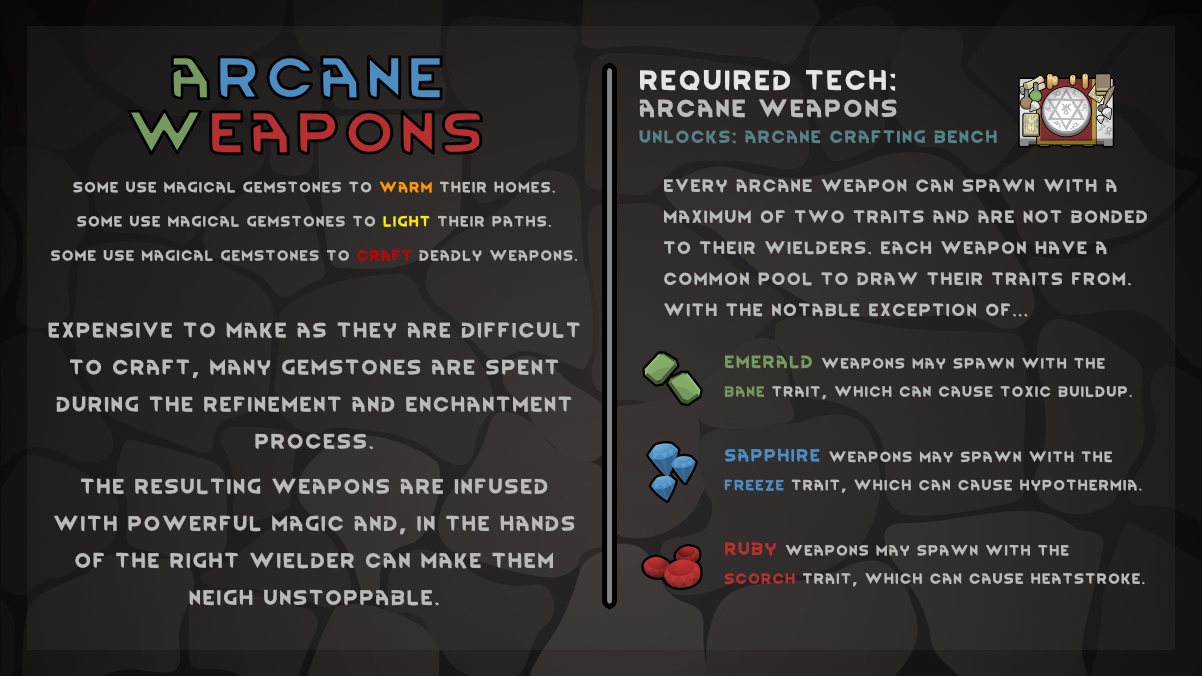 ARCANE
WEAPONS
SOME USE MAGICAL GEMSTONES TO WARM THEIR HOMES.
SOME USE MAGICAL GEMSTONES TO LIGHT THEIR PATHS.
SOME USE MAGICAL GEMSTONES TO CRAFT DEADLY WEAPONS.
EXPENSIVE TO MAKE AS THEY ARE DIFFICULT
TO CRAFT, MANY GEMSTONES ARE SPENT
DURING THE REFINEMENT AND ENCHANTMENT
PROCESS.
THE RESULTING WEAPONS ARE INFUSED
WITH POWERFUL MAGIC AND, IN THE HANDS
OF THE RIGHT WIELDER CAN MAKE THEM
NEIGH UNSTOPPABLE.
REQUIRED TECH:
ARCANE WEAPONS
UNLOCKS: ARCANE CRAFTING BENCH
EVERY ARCANE WEAPON CAN SPAWN WITH A
MAXIMUM OF TWO TRAITS AND ARE NOT BONDED
TO THEIR WIELDERS. EACH WEAPON HAVE A
COMMON POOL TO DRAW THEIR TRAITS FROM.
WITH THE NOTABLE EXCEPTION OF...
EMERALD WEAPONS MAY SPAWN WITH THE
BANE TRAIT, WHICH CAN CAUSE TOXIC BUILDUP.
SAPPHIRE WEAPONS MAY SPAWN WITH THE
FREEZE TRAIT, WHICH CAN CAUSE HYPOTHERMIA.
RUBY WEAPONS MAY SPAWN WITH THE
SCORCH TRAIT, WHICH CAN CAUSE HEATSTROKE.